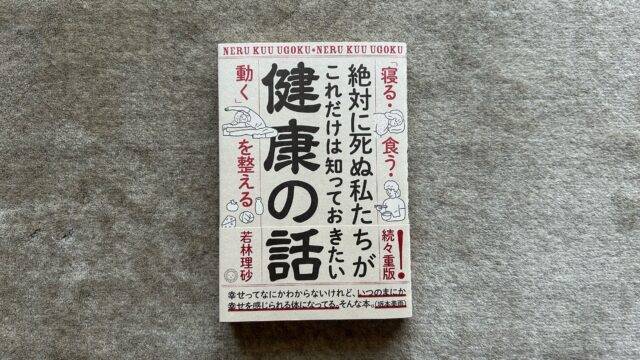 NERU KUU UGOKU•NERU KUU UGOKU
「寝る・食う・
動く」を整える
絶対に死ぬ私たちが
これだけは知っておきたい
健康の話
若林理砂
続々重版!
幸せってなにかわからないけれど、いつのまにか
幸せを感じられる体になってる。そんな本。(坂本美雨)